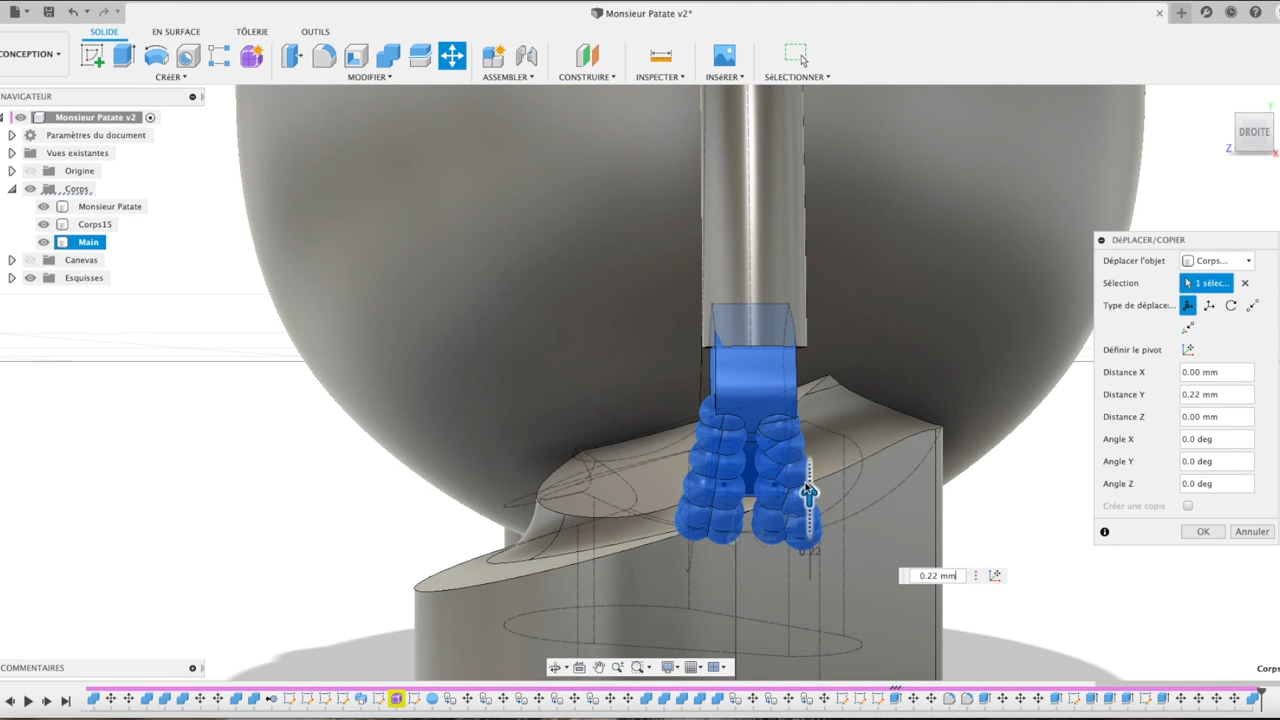 Monsieur Patate v2*
SOLIDE
EN SURFACE
TÔLERIE
OUTILS
CONCEPTION
CRÉER
MODIFIER
ASSEMBLER
CONSTRUIRE
INSPECTER
INSÉRER
SÉLECTIONNER
NAVIGATEUR
Monsieur Patate v2
Paramètres du document
Vues existantes
Origine
Corps
Monsieur Patate
Corps15
Main
Canevas
Esquisses
DROITE
Y
Z
X
DÉPLACER/COPIER
Déplacer l'objet
Corps...
Sélection
1 sélec...
Type de déplace...
Définir le pivot
Distance X
0.00 mm
Distance Y
0.22 mm
Distance Z
0.00 mm
Angle X
0.0 deg
Angle Y
0.0 deg
Angle Z
0.0 deg
Créer une copie
OK
Annuler
0.22
0.22 mm
COMMENTAIRES
Corps